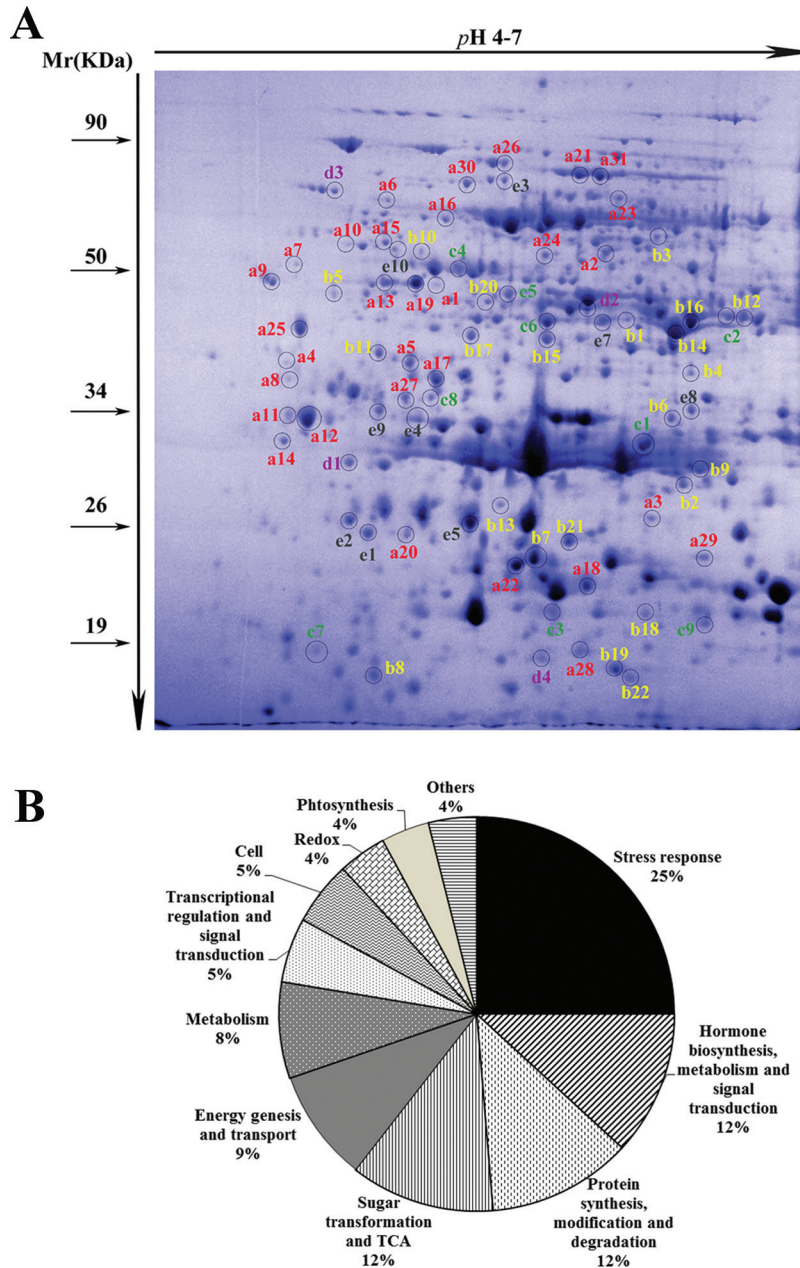 A
pH 4-7
Mr(KDa)
90
a26
a21
a31
a30
e3
d3
a6
a23
a16
a10
a15
b10
a24
b3
a2
a7
e10
c4
50
a9
b5
a13
a19
a1
b20
e5
d2
b16
b12
a25
c6
e7
b1
c2
b11
b17
b15
b14
a4
a5
a17
b4
a8
a27
c8
e8
34
a11
a12
e9
e4
b6
c1
a14
d1
b9
b2
26
b13
a3
e2
e1
a20
e5
b7
b21
a29
a22
a18
19
c7
c3
b18
c9
b8
d4
a28
b19
b22
B
Others
4%
Phtosynthesis
4%
Redox
4%
Cell
5%
Stress response
25%
Transcriptional
regulation and
signal
transduction
5%
Metabolism
8%
Hormone
biosynthesis,
metabolism and
signal
transduction
12%
Energy genesis
and transport
9%
Sugar
transformation
and TCA
12%
Protein
synthesis,
modification and
degradation
12%